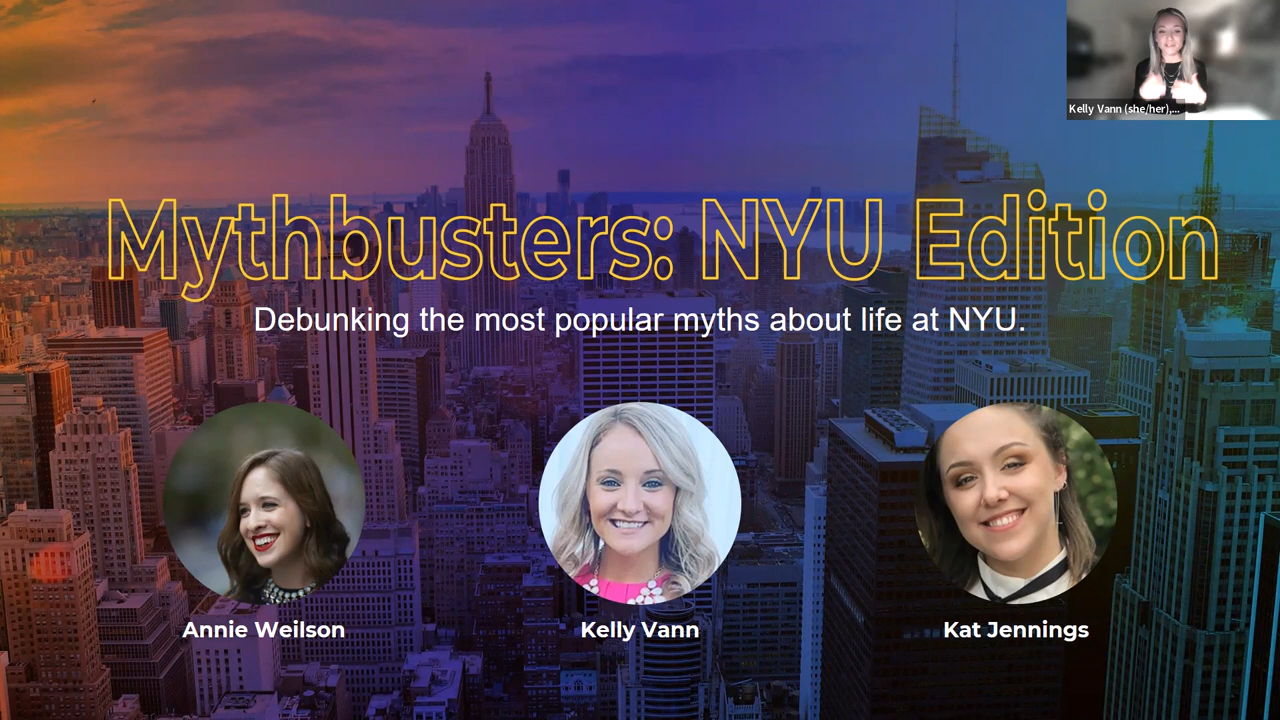 Kelly Vann (she/her),...
Mythbusters: NYU Edition
Debunking the most popular myths about life at NYU.
Annie Weilson
Kelly Vann
Kat Jennings